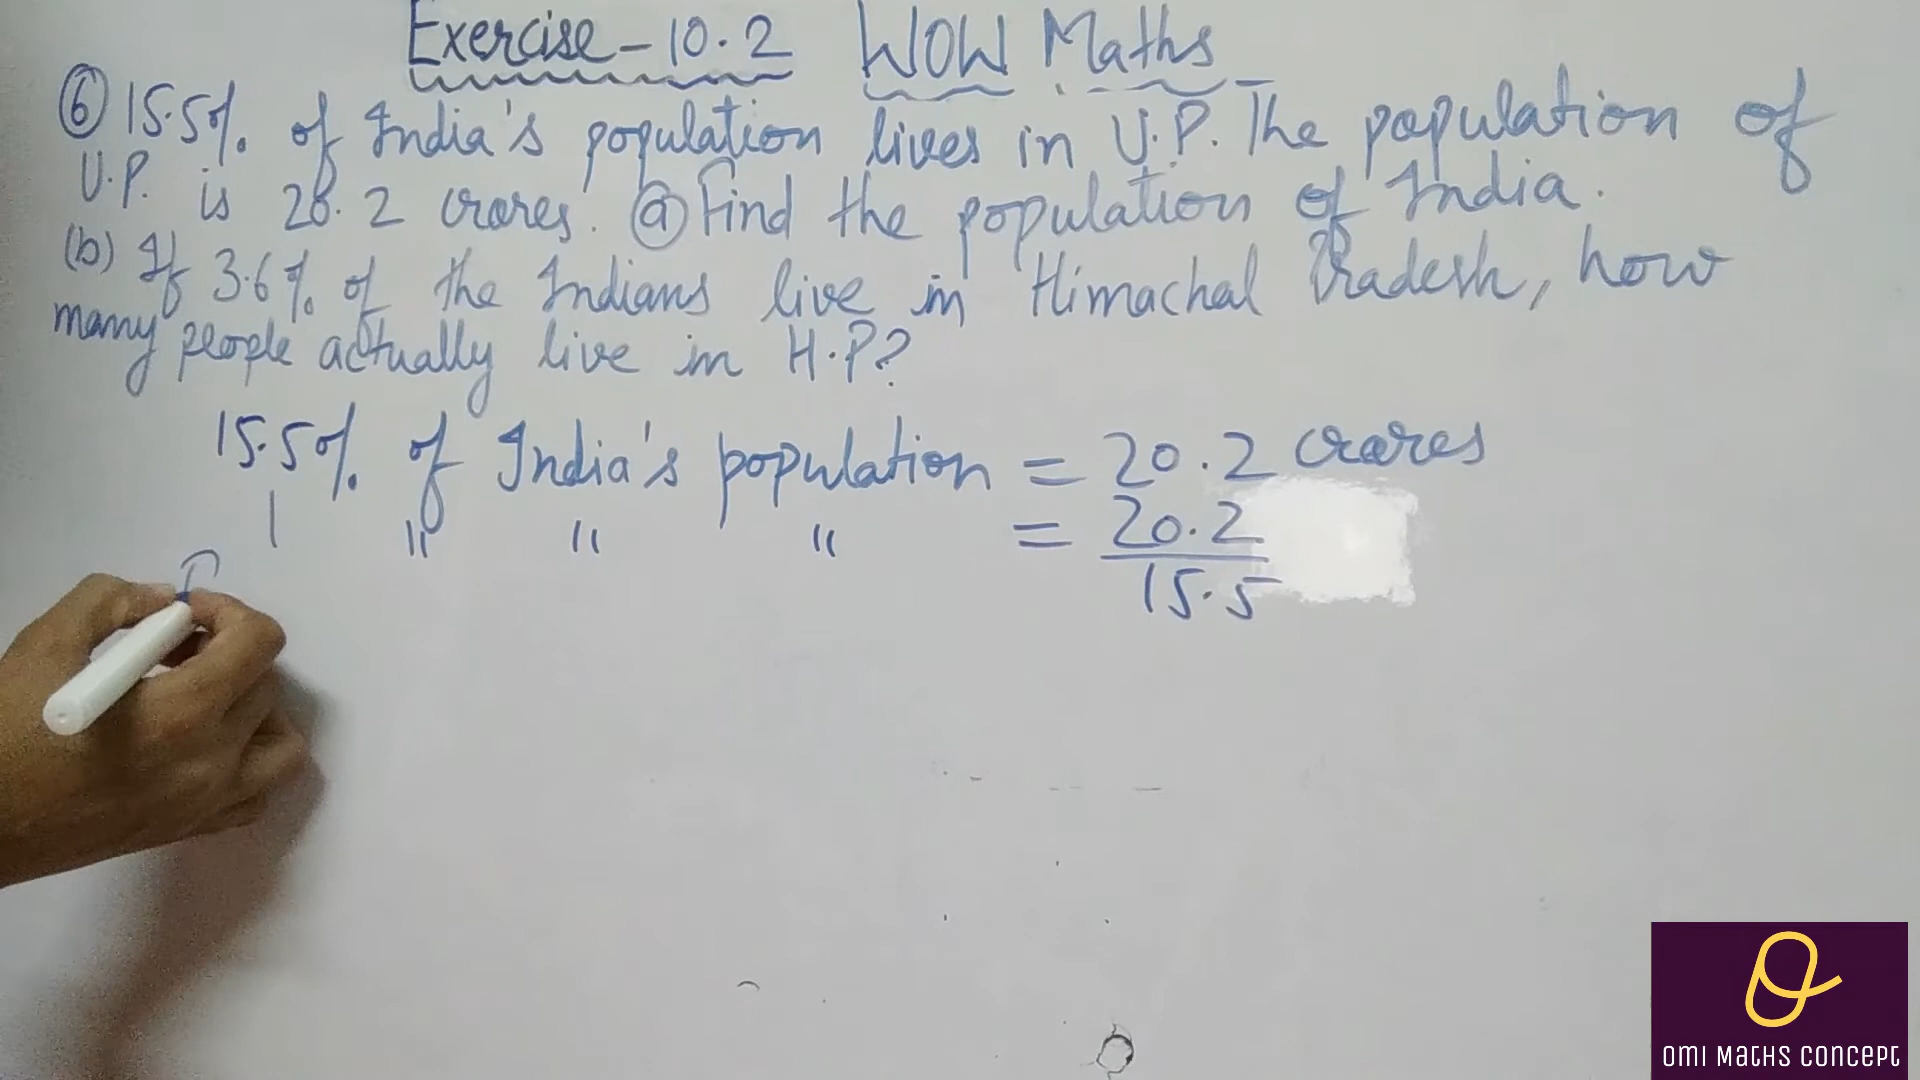 Exercise-10.2 WOW Maths
⑥ 15.5% of India's population lives in U.P. The population of
U.P. is 20.2 crores. ⓐ Find the population of India.
(b) If 3.6% of the Indians live in Himachal Pradesh, how
many people actually live in H.P?
15.5% of India's population = 20.2 crores
1 " " " = 20.2
15.5
OMI MATHS CONCEPT